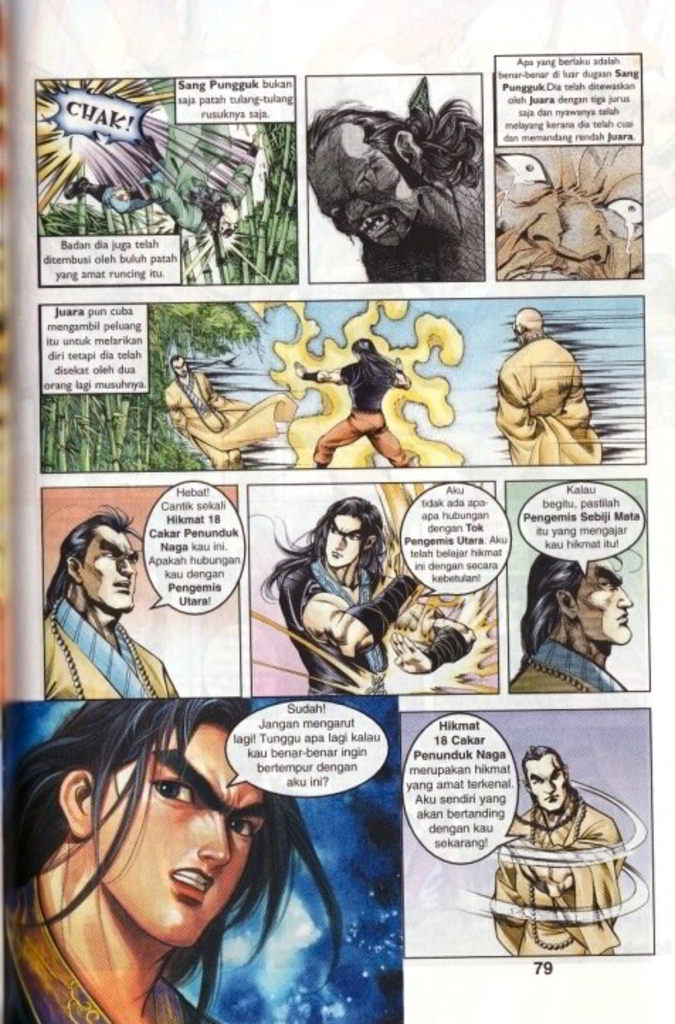 CHAK!
Sang Pungguk bukan
saja patah tulang-tulang
rusuknya saja.
Badan dia juga telah
ditembusi oleh buluh patah
yang amat runcing itu.
Apa yang berlaku adalah
benar-benar di luar dugaan Sang
Pungguk.Dia telah ditewaskan
oleh Juara dengan tiga jurus
saja dan nyawanya telah
melayang kerana dia telah cuai
dan memandang rendah Juara.
Juara pun cuba
mengambil peluang
itu untuk melarikan
diri tetapi dia telah
disekat oleh dua
orang lagi musuhnya.
Hebat!
Cantik sekali
Hikmat 18
Cakar Penunduk
Naga kau ini.
Apakah hubungan
kau dengan
Pengemis
Utara!
Aku
tidak ada apa-
apa hubungan
dengan Tok
Pengemis Utara. Aku
telah belajar hikmat
ini dengan secara
kebetulan!
Kalau
begitu, pastilah
Pengemis Sebiji Mata
itu yang mengajar
kau hikmat itu!
Sudah!
Jangan mengarut
lagi! Tunggu apa lagi kalau
kau benar-benar ingin
bertempur dengan
aku ini?
Hikmat
18 Cakar
Penunduk Naga
merupakan hikmat
yang amat terkenal.
Aku sendiri yang
akan bertanding
dengan kau
sekarang!
79